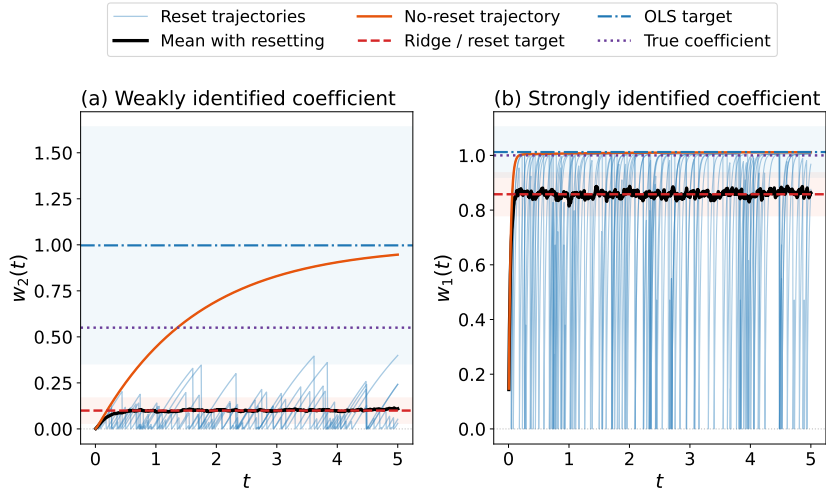 Reset trajectories No-reset trajectory OLS target
Mean with resetting Ridge / reset target True coefficient
(a) Weakly identified coefficient (b) Strongly identified coefficient
w₂(t)
1.50
1.25
1.00
0.75
0.50
0.25
0.00
0 1 2 3 4 5
t
w₁(t)
1.0
0.8
0.6
0.4
0.2
0.0
0 1 2 3 4 5
t